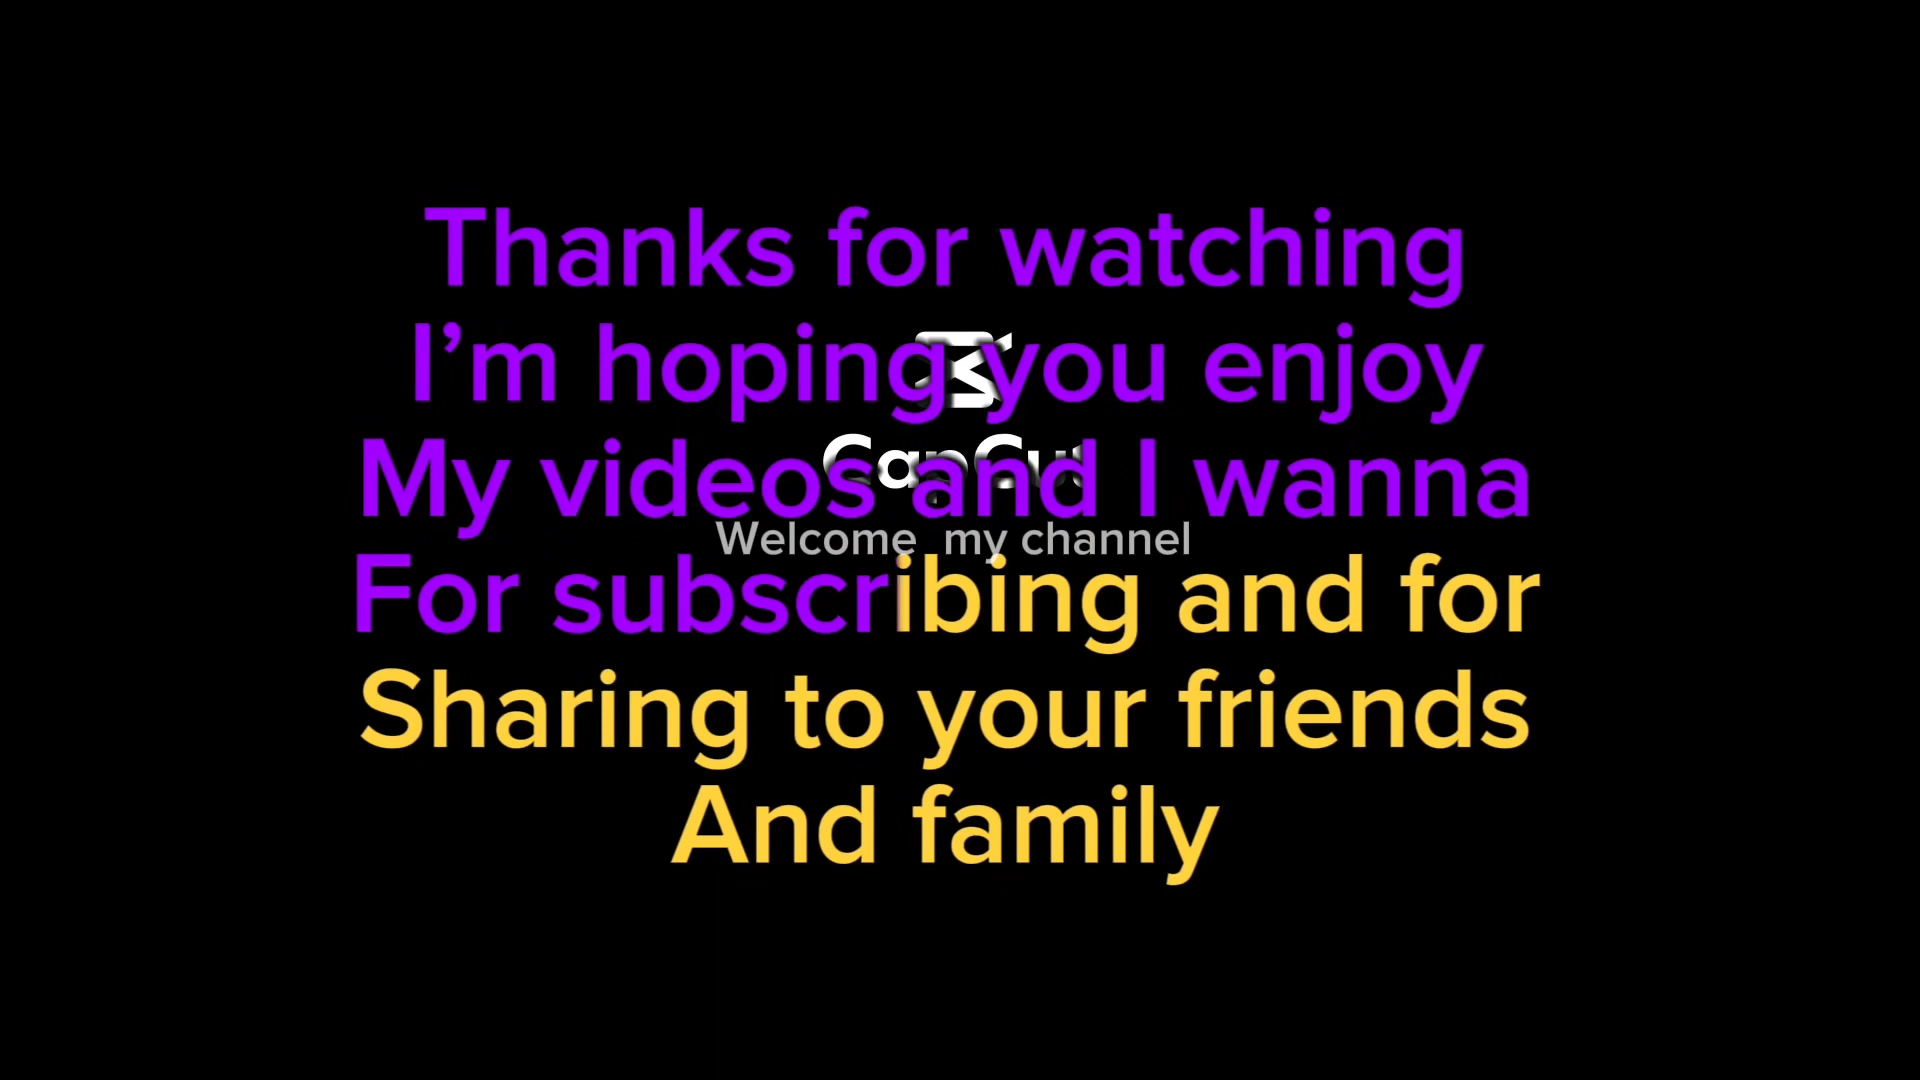 Thanks for watching
I’m hoping you enjoy
CapCut
My videos and I wanna
Welcome my channel
For subscribing and for
Sharing to your friends
And family